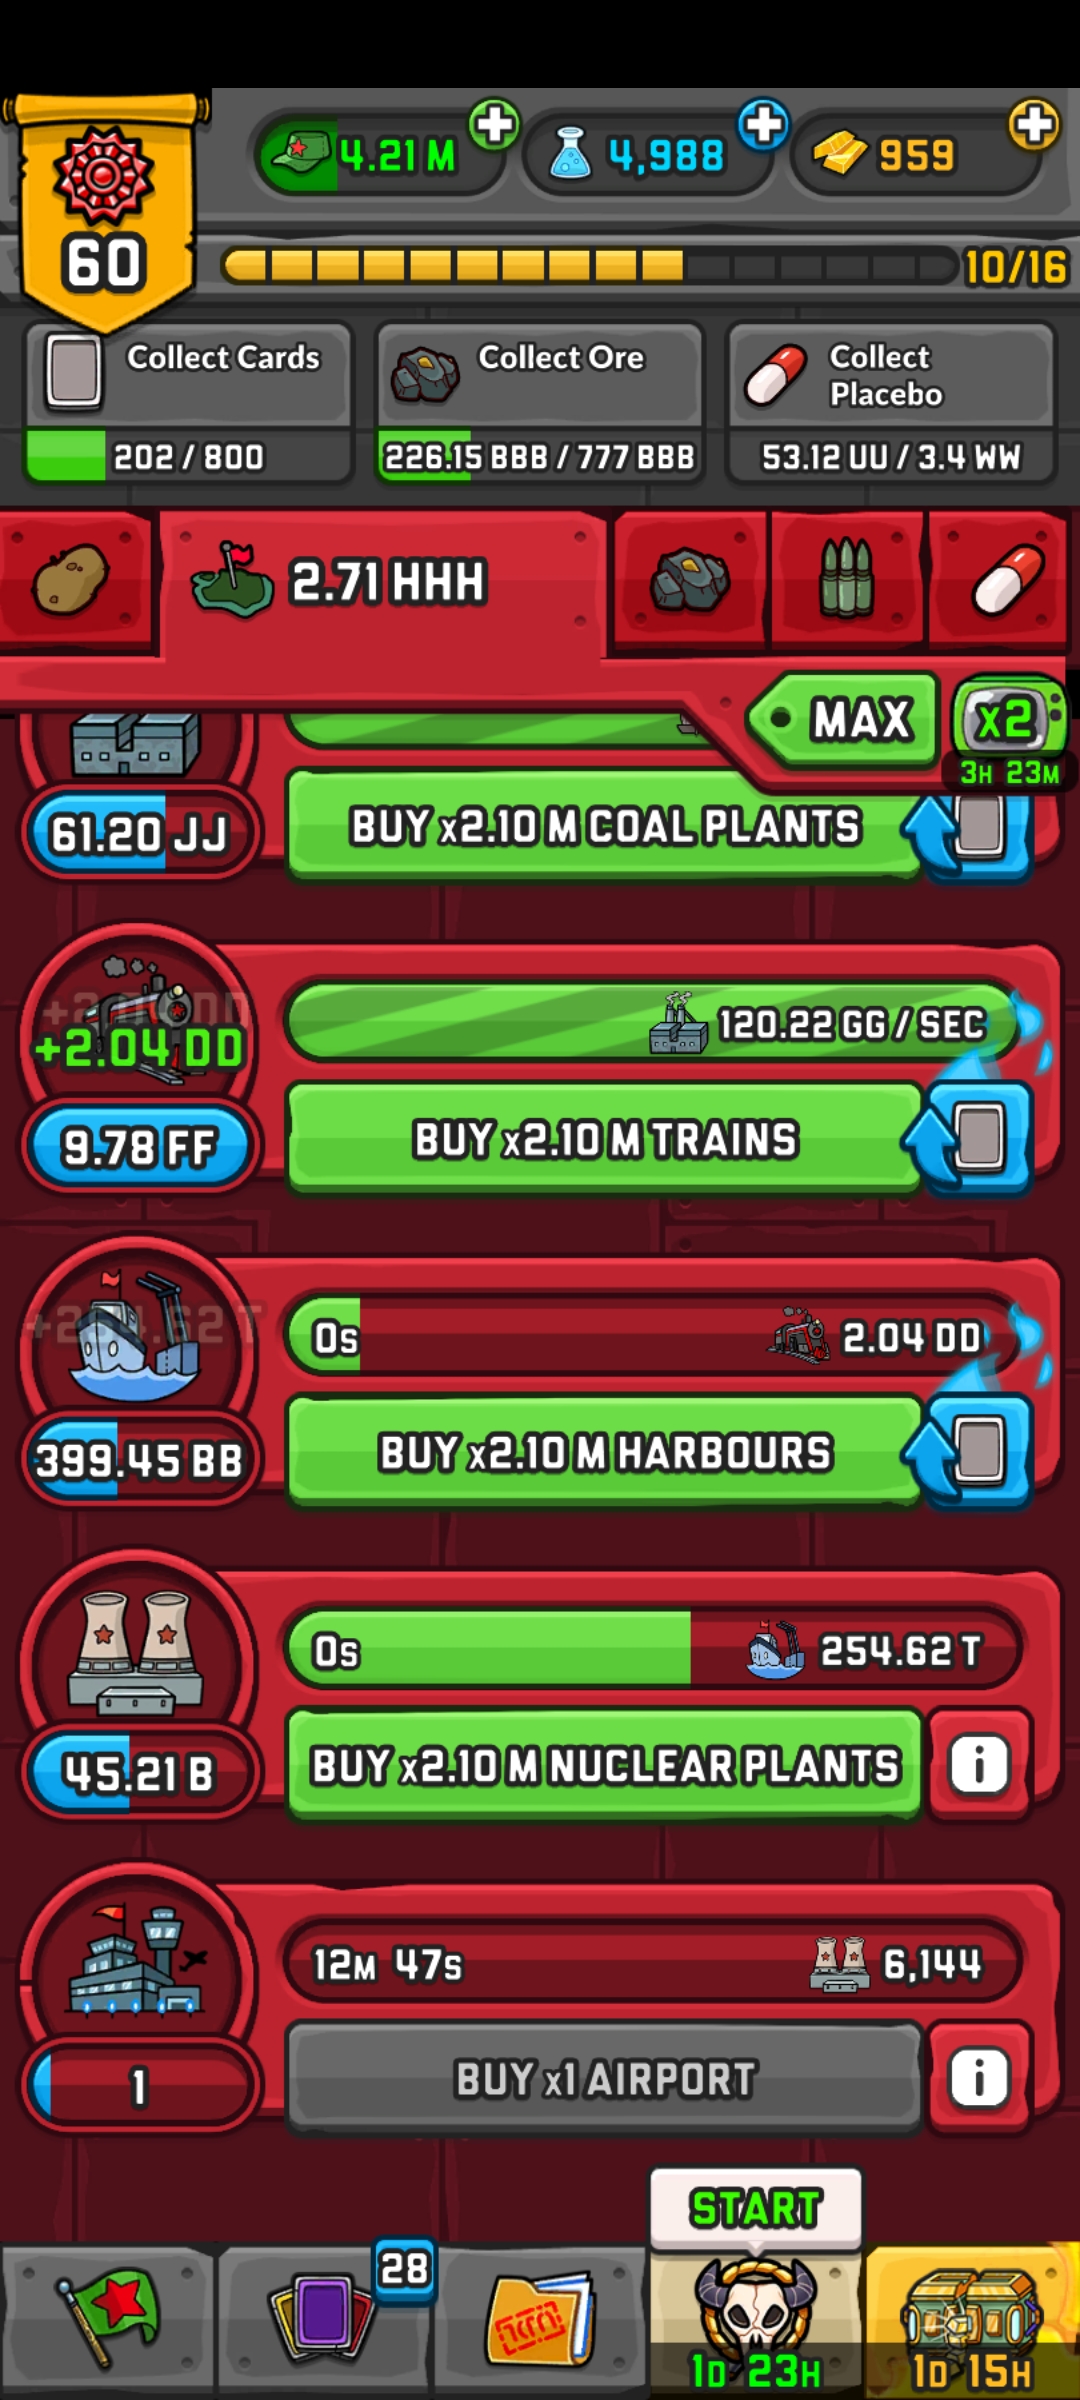 4.21 M
4,988
959
60
10/16
Collect Cards
202 / 800
Collect Ore
226.15 BBB / 777 BBB
Collect
Placebo
53.12 UU / 3.4 WW
2.71 HHH
MAX
x2
3H 23M
61.20 JJ
BUY x2.10 M COAL PLANTS
+2.04 DD
120.22 GG / SEC
9.78 FF
BUY x2.10 M TRAINS
0s
2.04 DD
399.45 BB
BUY x2.10 M HARBOURS
0s
254.62 T
45.21 B
BUY x2.10 M NUCLEAR PLANTS
i
12M 47s
6,144
1
BUY x1 AIRPORT
i
START
28
1D 23H
1D 15H